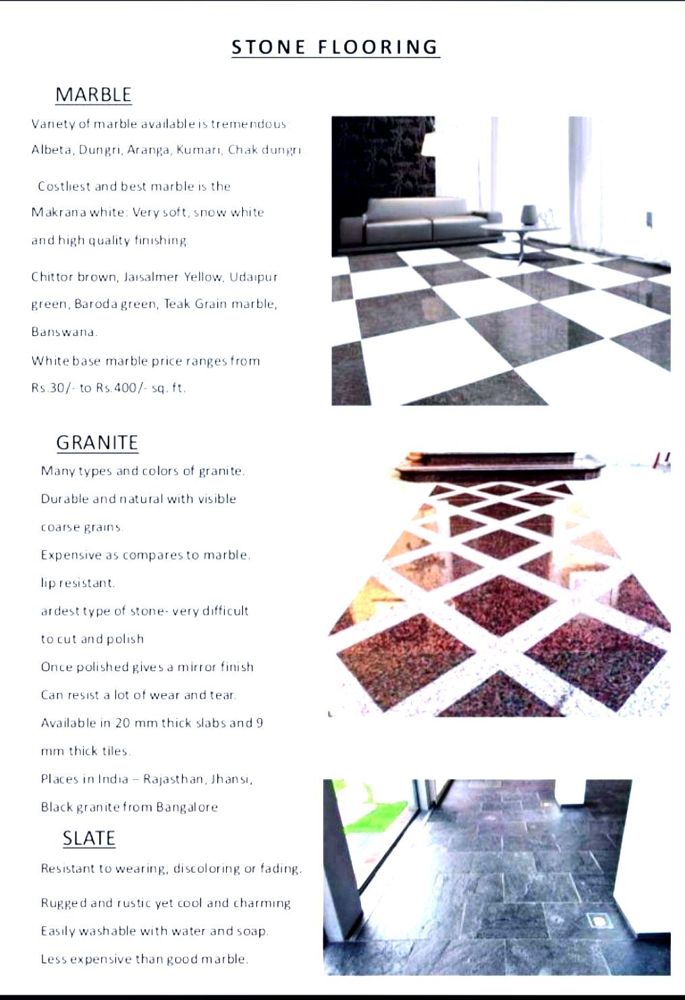 STONE FLOORING
MARBLE
Variety of marble available is tremendous:
Albeta, Dungri, Aranga, Kumari, Chak dungri.
Costliest and best marble is the
Makrana white: Very soft, snow white
and high quality finishing.
Chittor brown, Jaisalmer Yellow, Udaipur
green, Baroda green, Teak Grain marble,
Banswana.
White base marble price ranges from
Rs.30/- to Rs.400/- sq. ft.
GRANITE
Many types and colors of granite.
Durable and natural with visible
coarse grains.
Expensive as compares to marble.
lip resistant.
ardest type of stone- very difficult
to cut and polish
Once polished gives a mirror finish
Can resist a lot of wear and tear.
Available in 20 mm thick slabs and 9
mm thick tiles.
Places in India – Rajasthan, Jhansi,
Black granite from Bangalore
SLATE
Resistant to wearing, discoloring or fading.
Rugged and rustic yet cool and charming
Easily washable with water and soap.
Less expensive than good marble.